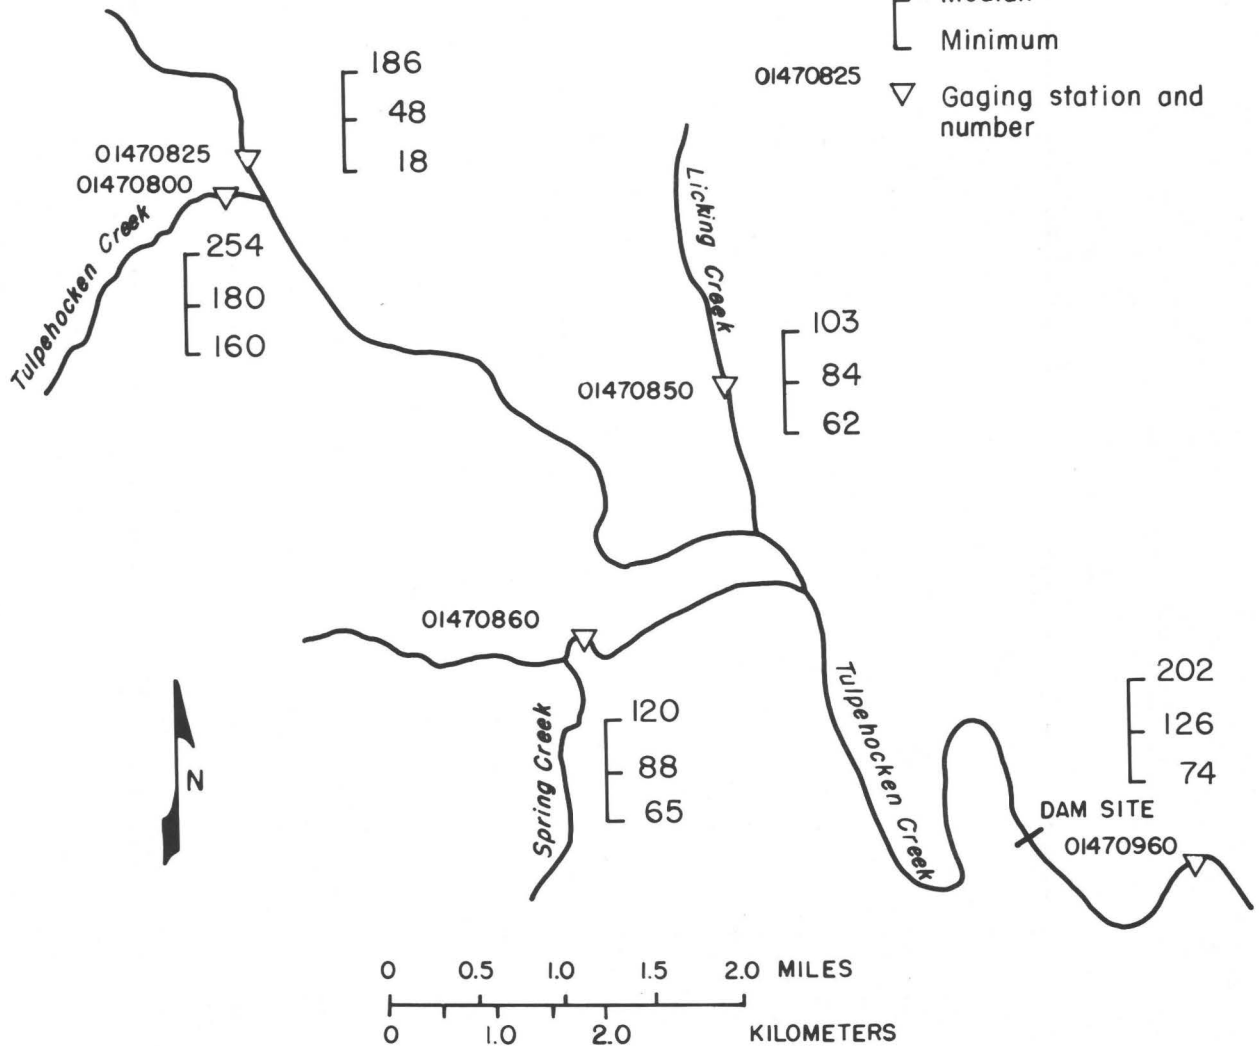 Minimum
01470825
Gaging station and
number
186
48
18
01470825
01470800
Tulpehocken Creek
254
180
160
Licking Creek
103
84
62
01470850
01470860
Spring Creek
120
88
65
Tulpehocken Creek
202
126
74
DAM SITE
01470960
N
0 0.5 1.0 1.5 2.0 MILES
0 1.0 2.0 KILOMETERS